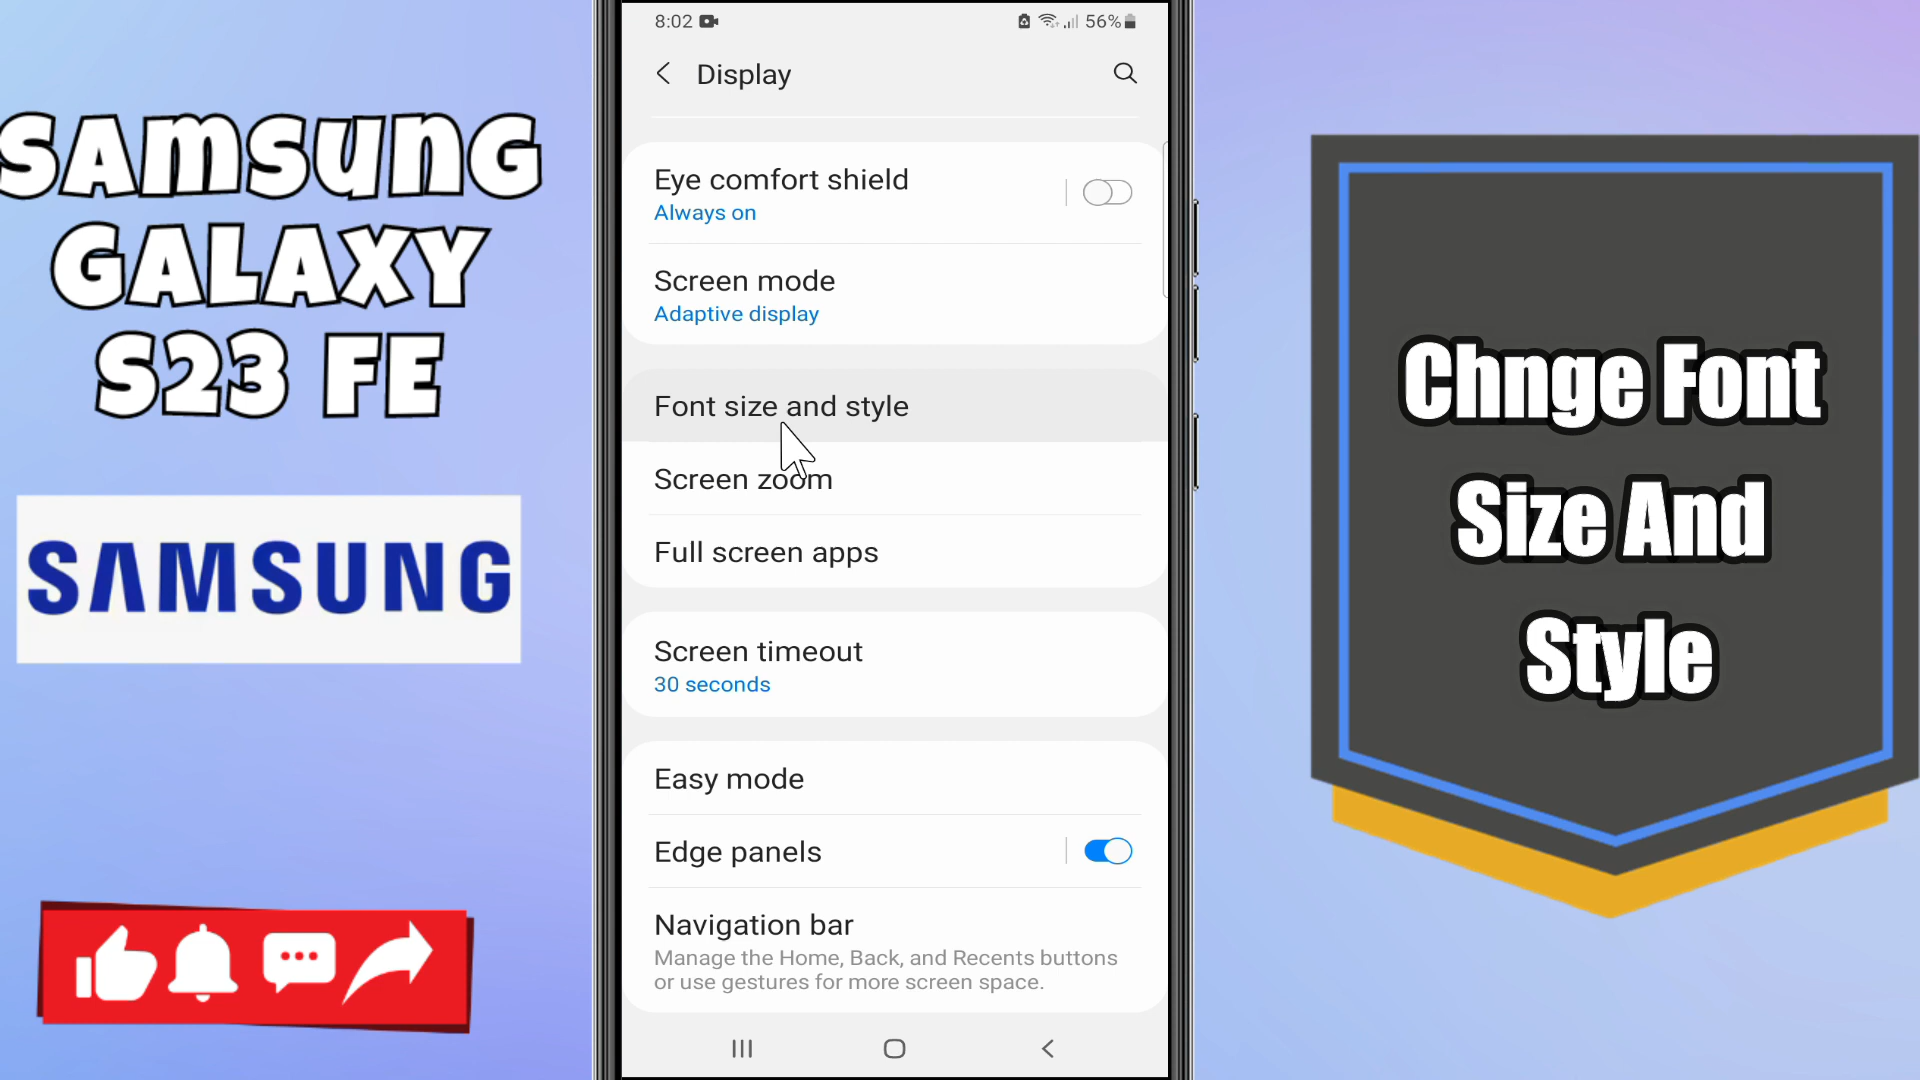 SAMSUNG
GALAXY
S23 FE
SAMSUNG
8:02
56%
Display
Eye comfort shield
Always on
Screen mode
Adaptive display
Font size and style
Screen zoom
Full screen apps
Screen timeout
30 seconds
Easy mode
Edge panels
Navigation bar
Manage the Home, Back, and Recents buttons
or use gestures for more screen space.
Chnge Font
Size And
Style